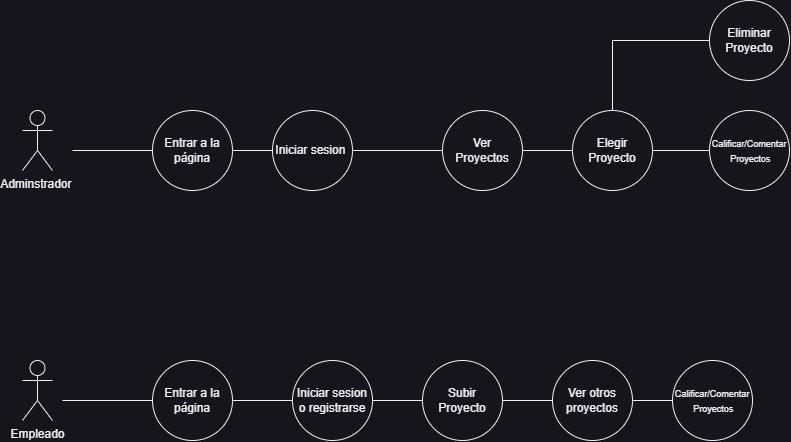 Eliminar
Proyecto
Entrar a la
página
Iniciar sesion
Ver
Proyectos
Elegir
Proyecto
Calificar/Comentar
Proyectos
Adminstrador
Entrar a la
página
Iniciar sesion
o registrarse
Subir
Proyecto
Ver otros
proyectos
Calificar/Comentar
Proyectos
Empleado